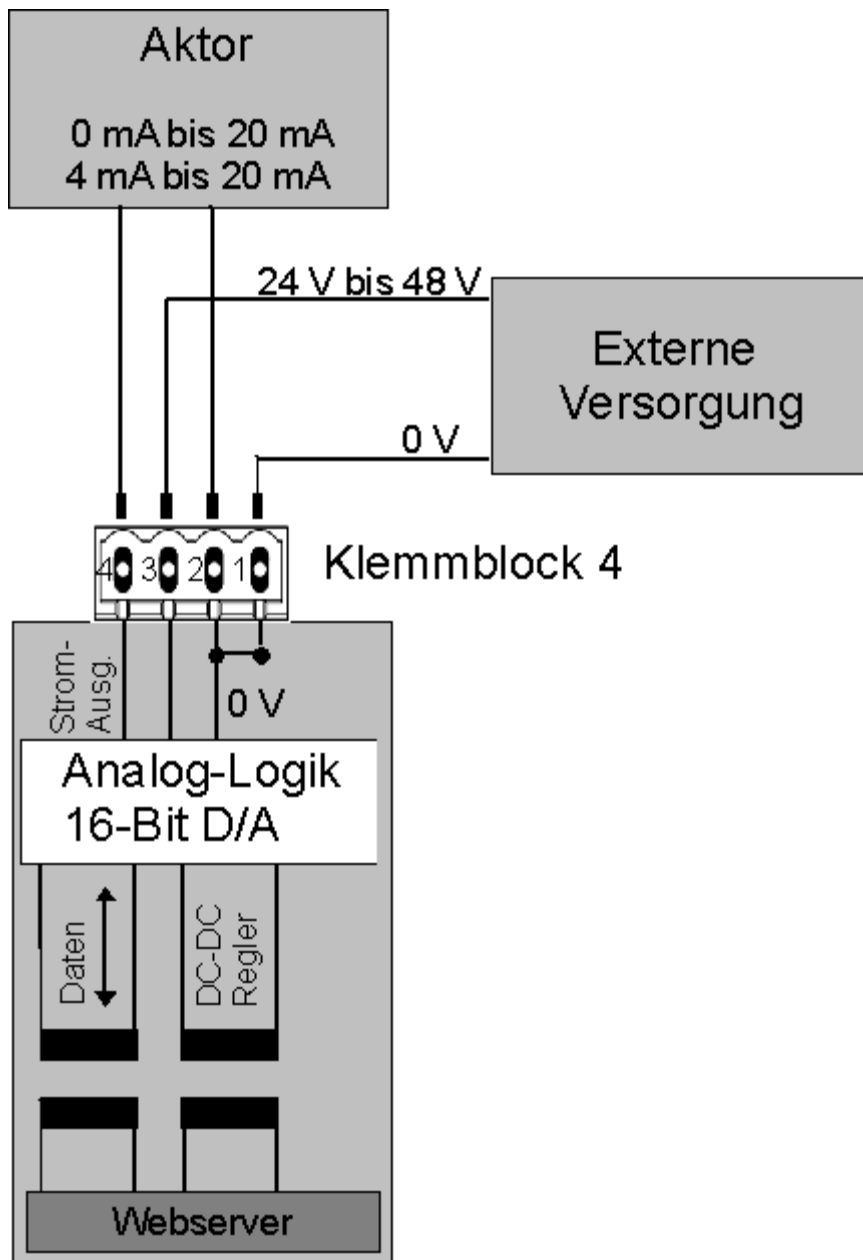 Aktor
0 mA bis 20 mA
4 mA bis 20 mA
24 V bis 48 V
Externe
Versorgung
0 V
4 3 2 1
Klemmblock 4
Strom-
Ausg.
0 V
Analog-Logik
16-Bit D/A
Daten
DC-DC
Regler
Webserver